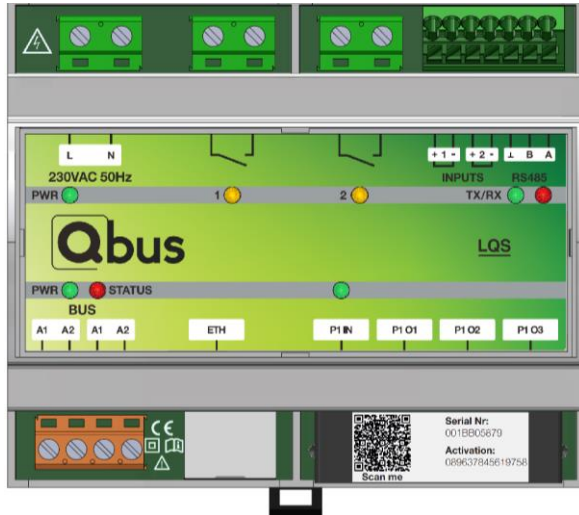 L N
+ 1 - + 2 - ⊥ B A
230VAC 50Hz
INPUTS RS485
PWR 1 2 TX/RX
Qbus
LQS
PWR STATUS
BUS
A1 A2 A1 A2 ETH P1 IN P1 O1 P1 O2 P1 O3
CE
Serial Nr:
001BB05879
Activation:
089637845619758
Scan me